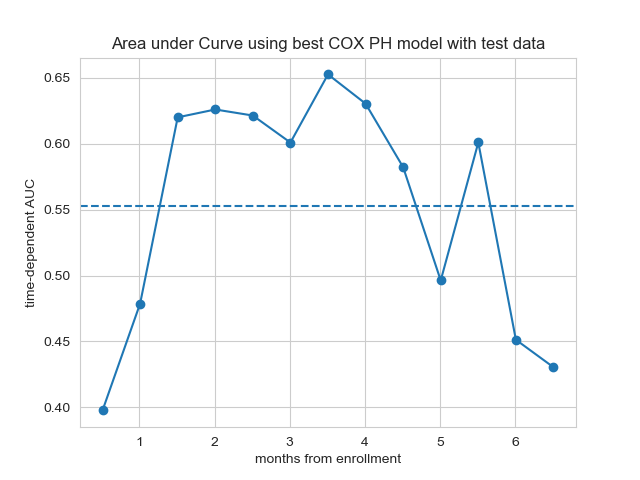 Area under Curve using best COX PH model with test data
0.65
0.60
0.55
0.50
0.45
0.40
time-dependent AUC
1 2 3 4 5 6
months from enrollment